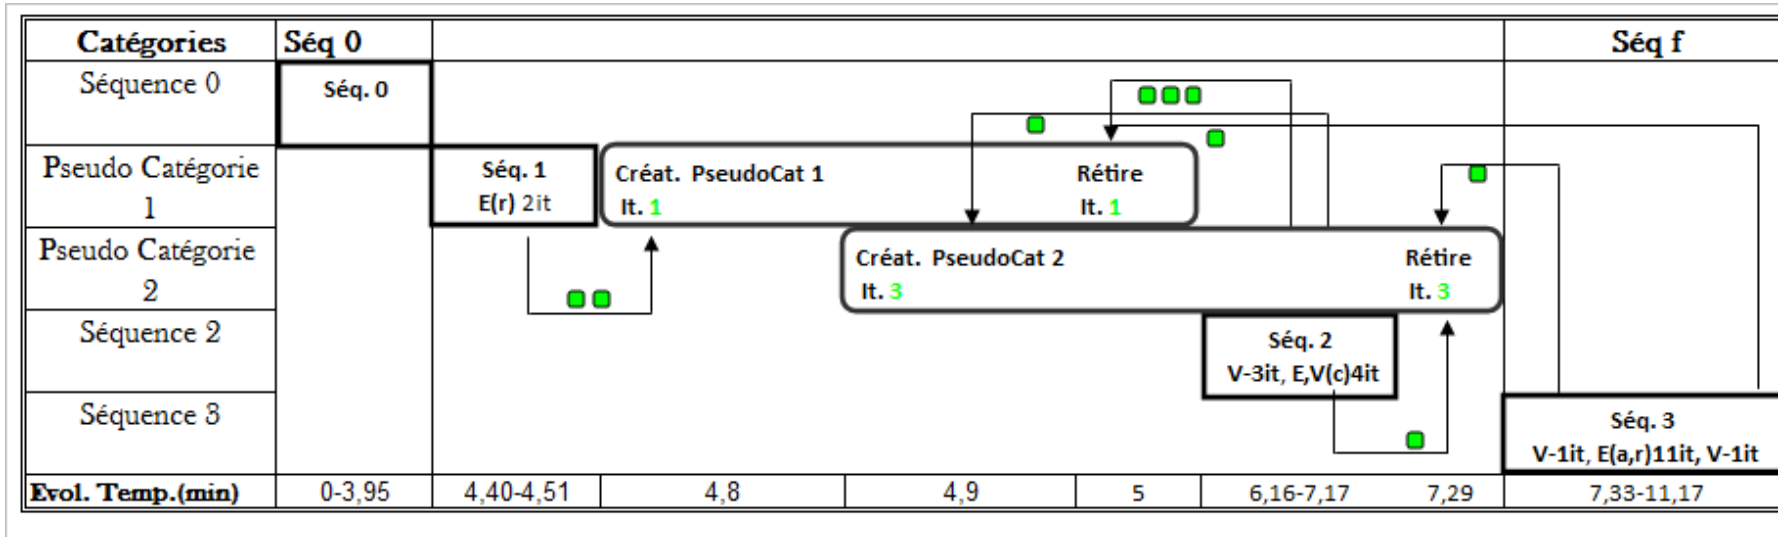 Catégories
Séq 0
Séq f
Séquence 0
Séq. 0
Pseudo Catégorie
1
Séq. 1
E(r) 2it
Créat. PseudoCat 1
It. 1
Rétire
It. 1
Pseudo Catégorie
2
Créat. PseudoCat 2
It. 3
Rétire
It. 3
Séquence 2
Séq. 2
V-3it, E,V(c)4it
Séquence 3
Séq. 3
V-1it, E(a,r)11it, V-1it
Evol. Temp.(min)
0-3,95
4,40-4,51
4,8
4,9
5
6,16-7,17
7,29
7,33-11,17